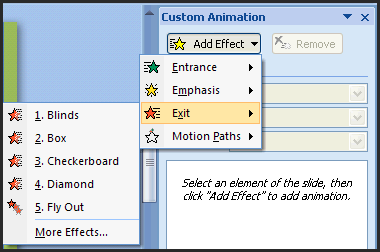 Custom Animation
Add Effect
Remove
Entrance
Emphasis
Exit
Motion Paths
1. Blinds
2. Box
3. Checkerboard
4. Diamond
5. Fly Out
More Effects...
Select an element of the slide, then
click "Add Effect" to add animation.